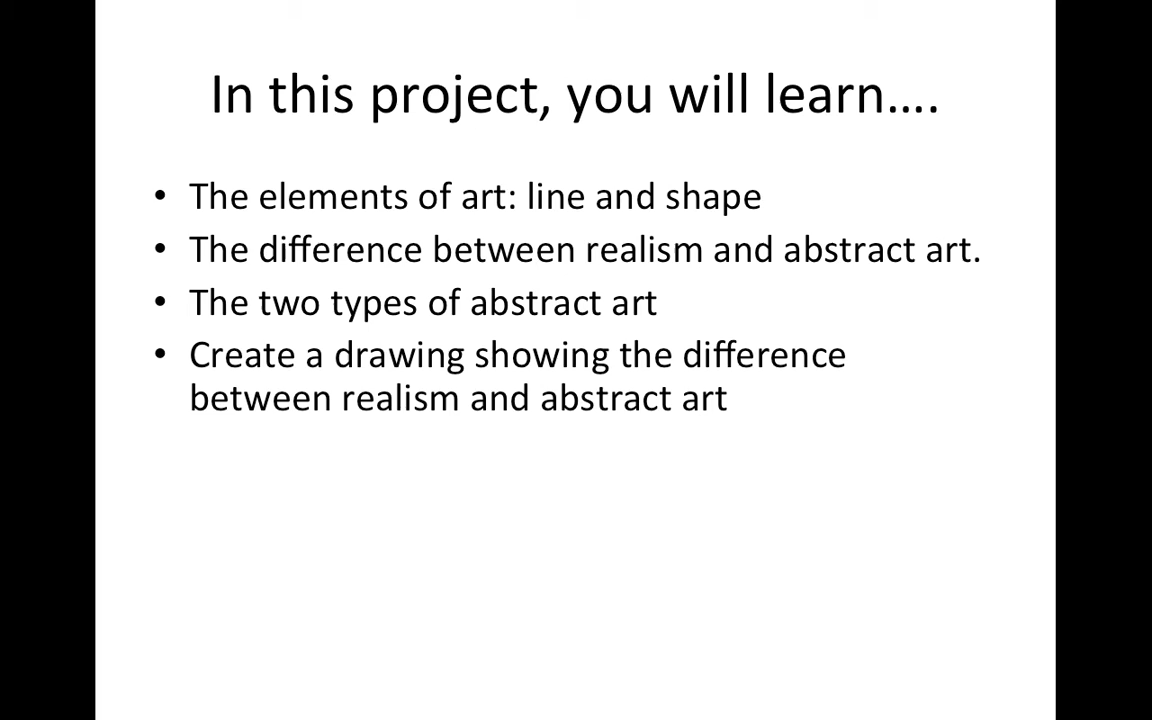 In this project, you will learn….
• The elements of art: line and shape
• The difference between realism and abstract art.
• The two types of abstract art
• Create a drawing showing the difference
between realism and abstract art